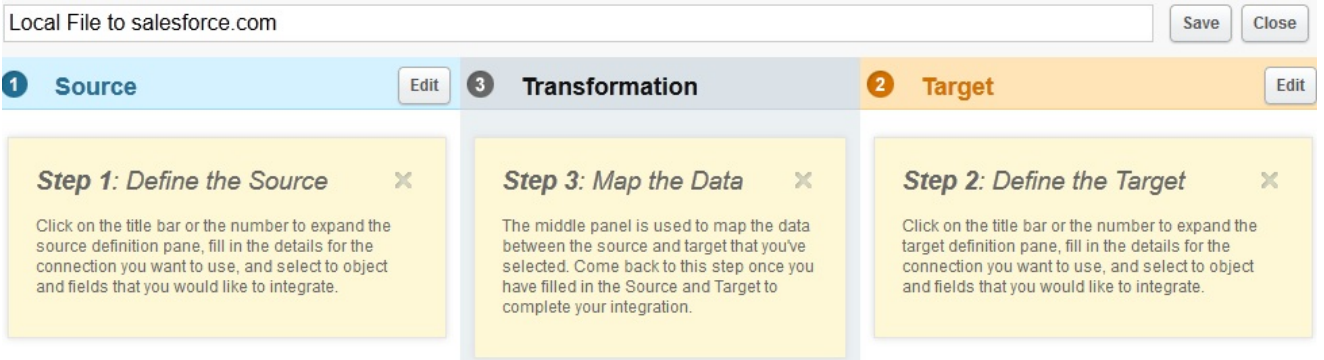 Local File to salesforce.com
Save
Close
1
Source
Edit
3
Transformation
2
Target
Edit
Step 1: Define the Source
Click on the title bar or the number to expand the
source definition pane, fill in the details for the
connection you want to use, and select to object
and fields that you would like to integrate.
Step 3: Map the Data
The middle panel is used to map the data
between the source and target that you've
selected. Come back to this step once you
have filled in the Source and Target to
complete your integration.
Step 2: Define the Target
Click on the title bar or the number to expand the
target definition pane, fill in the details for the
connection you want to use, and select to object
and fields that you would like to integrate.